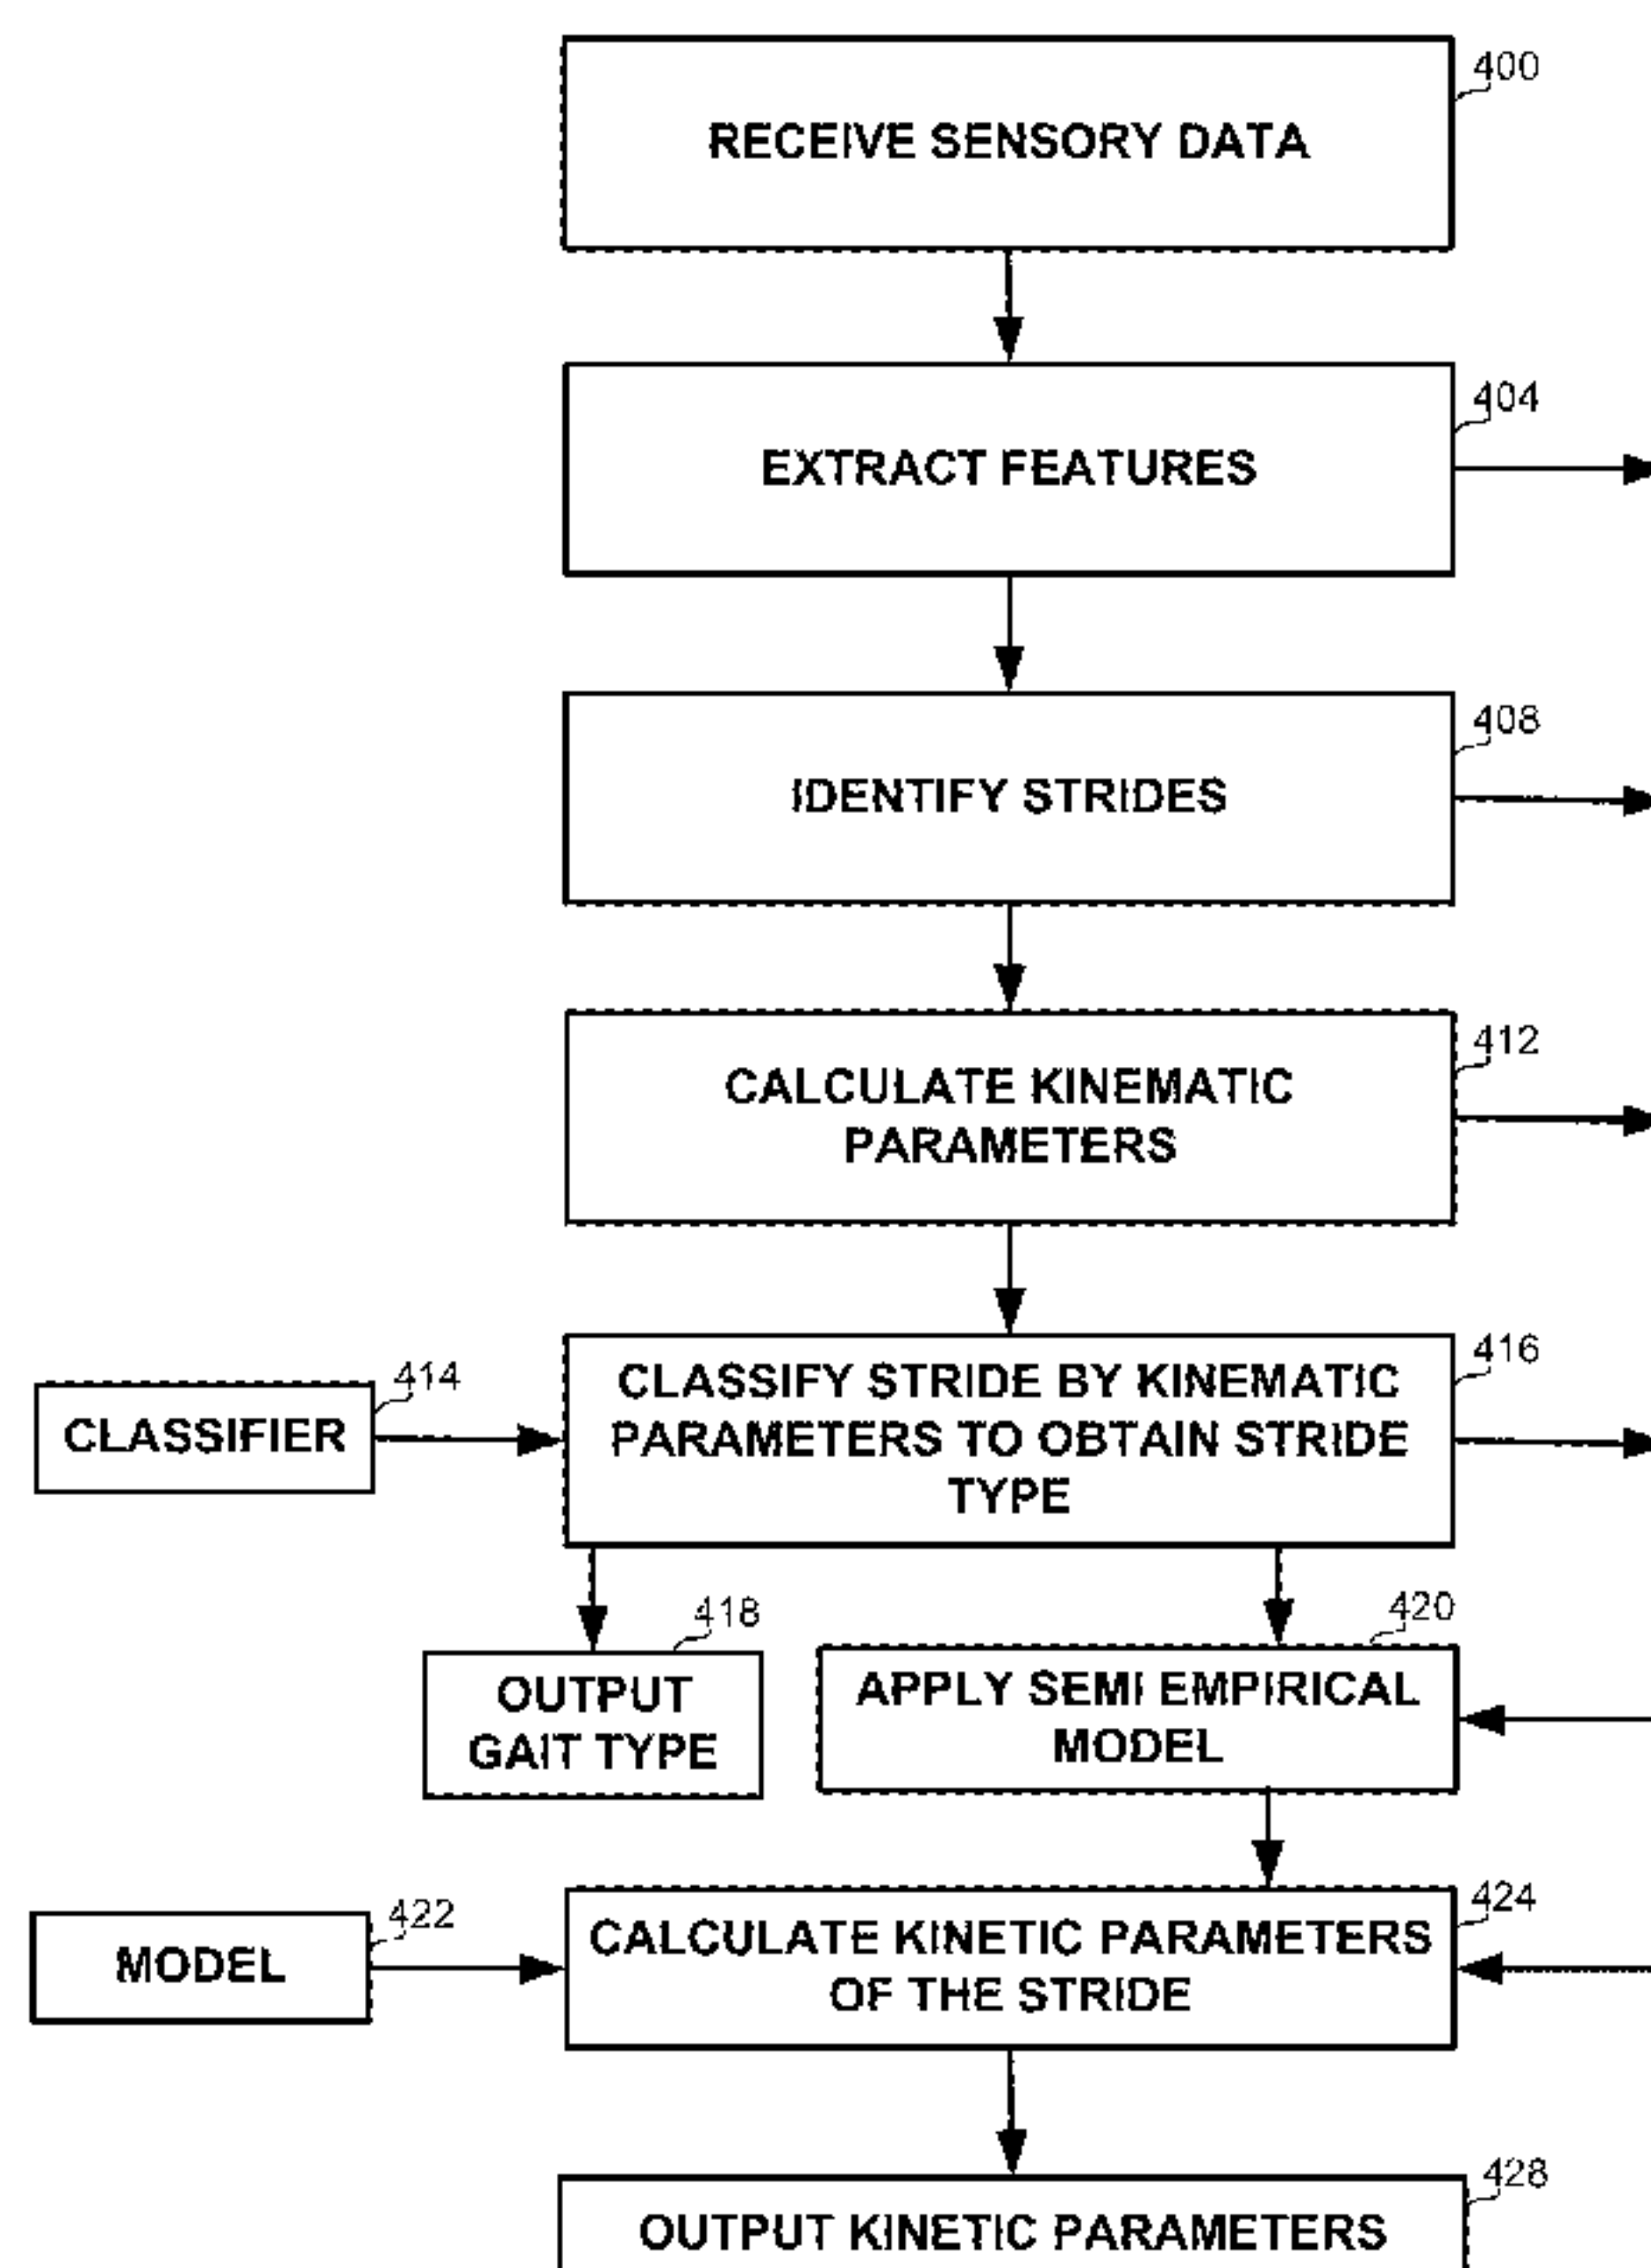 400
RECEIVE SENSORY DATA
404
EXTRACT FEATURES
408
IDENTIFY STRIDES
412
CALCULATE KINEMATIC
PARAMETERS
416
CLASSIFY STRIDE BY KINEMATIC
PARAMETERS TO OBTAIN STRIDE
TYPE
414
CLASSIFIER
418
OUTPUT
GAIT TYPE
420
APPLY SEMI EMPIRICAL
MODEL
422
MODEL
424
CALCULATE KINETIC PARAMETERS
OF THE STRIDE
428
OUTPUT KINETIC PARAMETERS